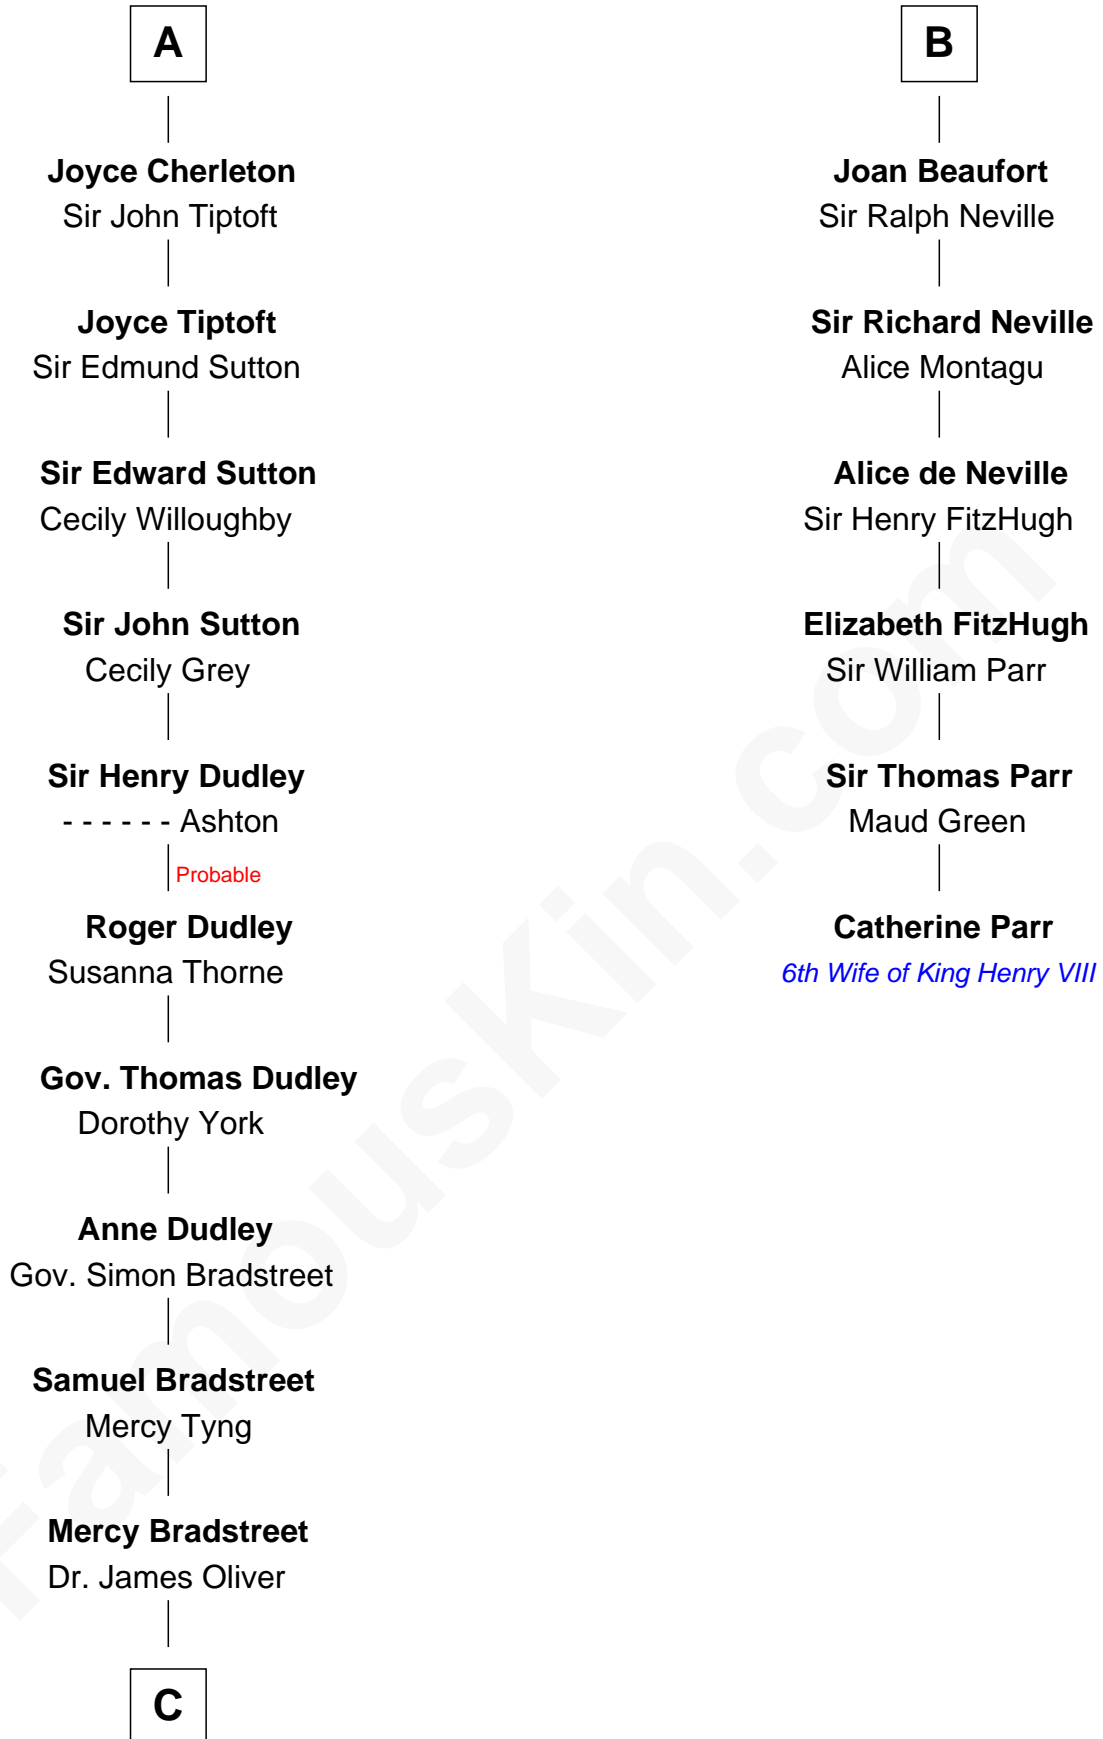 A
Joyce Cherleton
Sir John Tiptoft
Joyce Tiptoft
Sir Edmund Sutton
Sir Edward Sutton
Cecily Willoughby
Sir John Sutton
Cecily Grey
Sir Henry Dudley
- - - - - - Ashton
Probable
Roger Dudley
Susanna Thorne
Gov. Thomas Dudley
Dorothy York
Anne Dudley
Gov. Simon Bradstreet
Samuel Bradstreet
Mercy Tyng
Mercy Bradstreet
Dr. James Oliver
C
B
Joan Beaufort
Sir Ralph Neville
Sir Richard Neville
Alice Montagu
Alice de Neville
Sir Henry FitzHugh
Elizabeth FitzHugh
Sir William Parr
Sir Thomas Parr
Maud Green
Catherine Parr
6th Wife of King Henry VIII
FamousKin.com